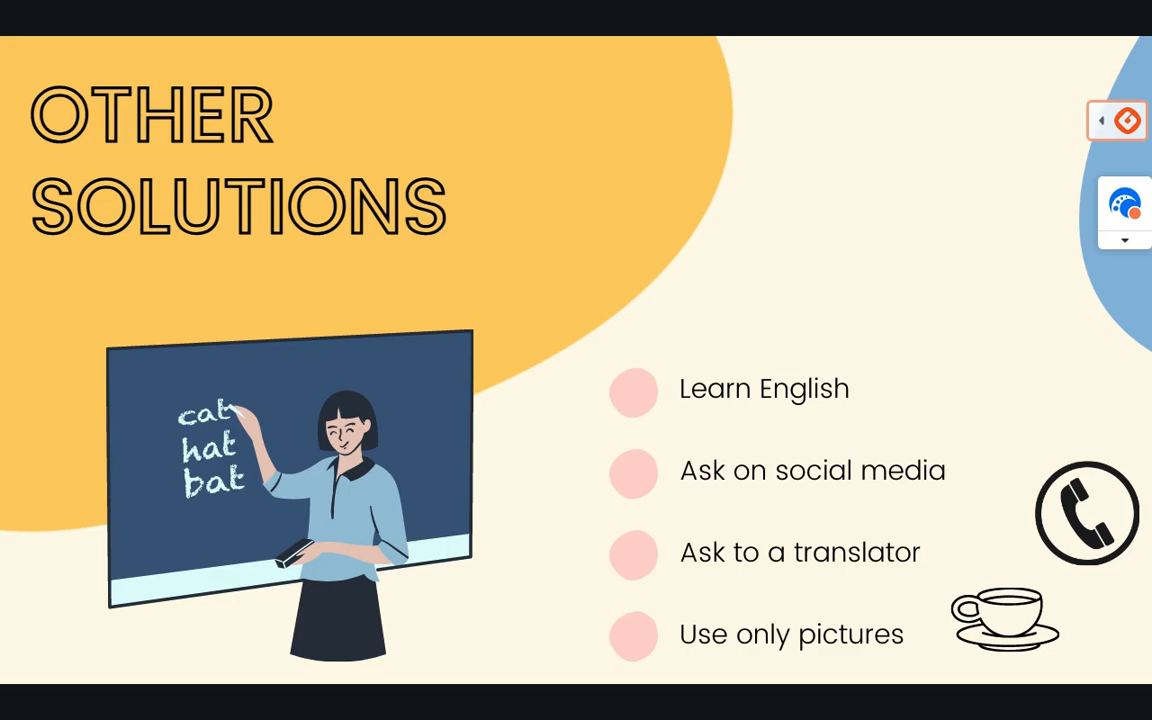 OTHER
SOLUTIONS
cat
hat
bat
Learn English
Ask on social media
Ask to a translator
Use only pictures